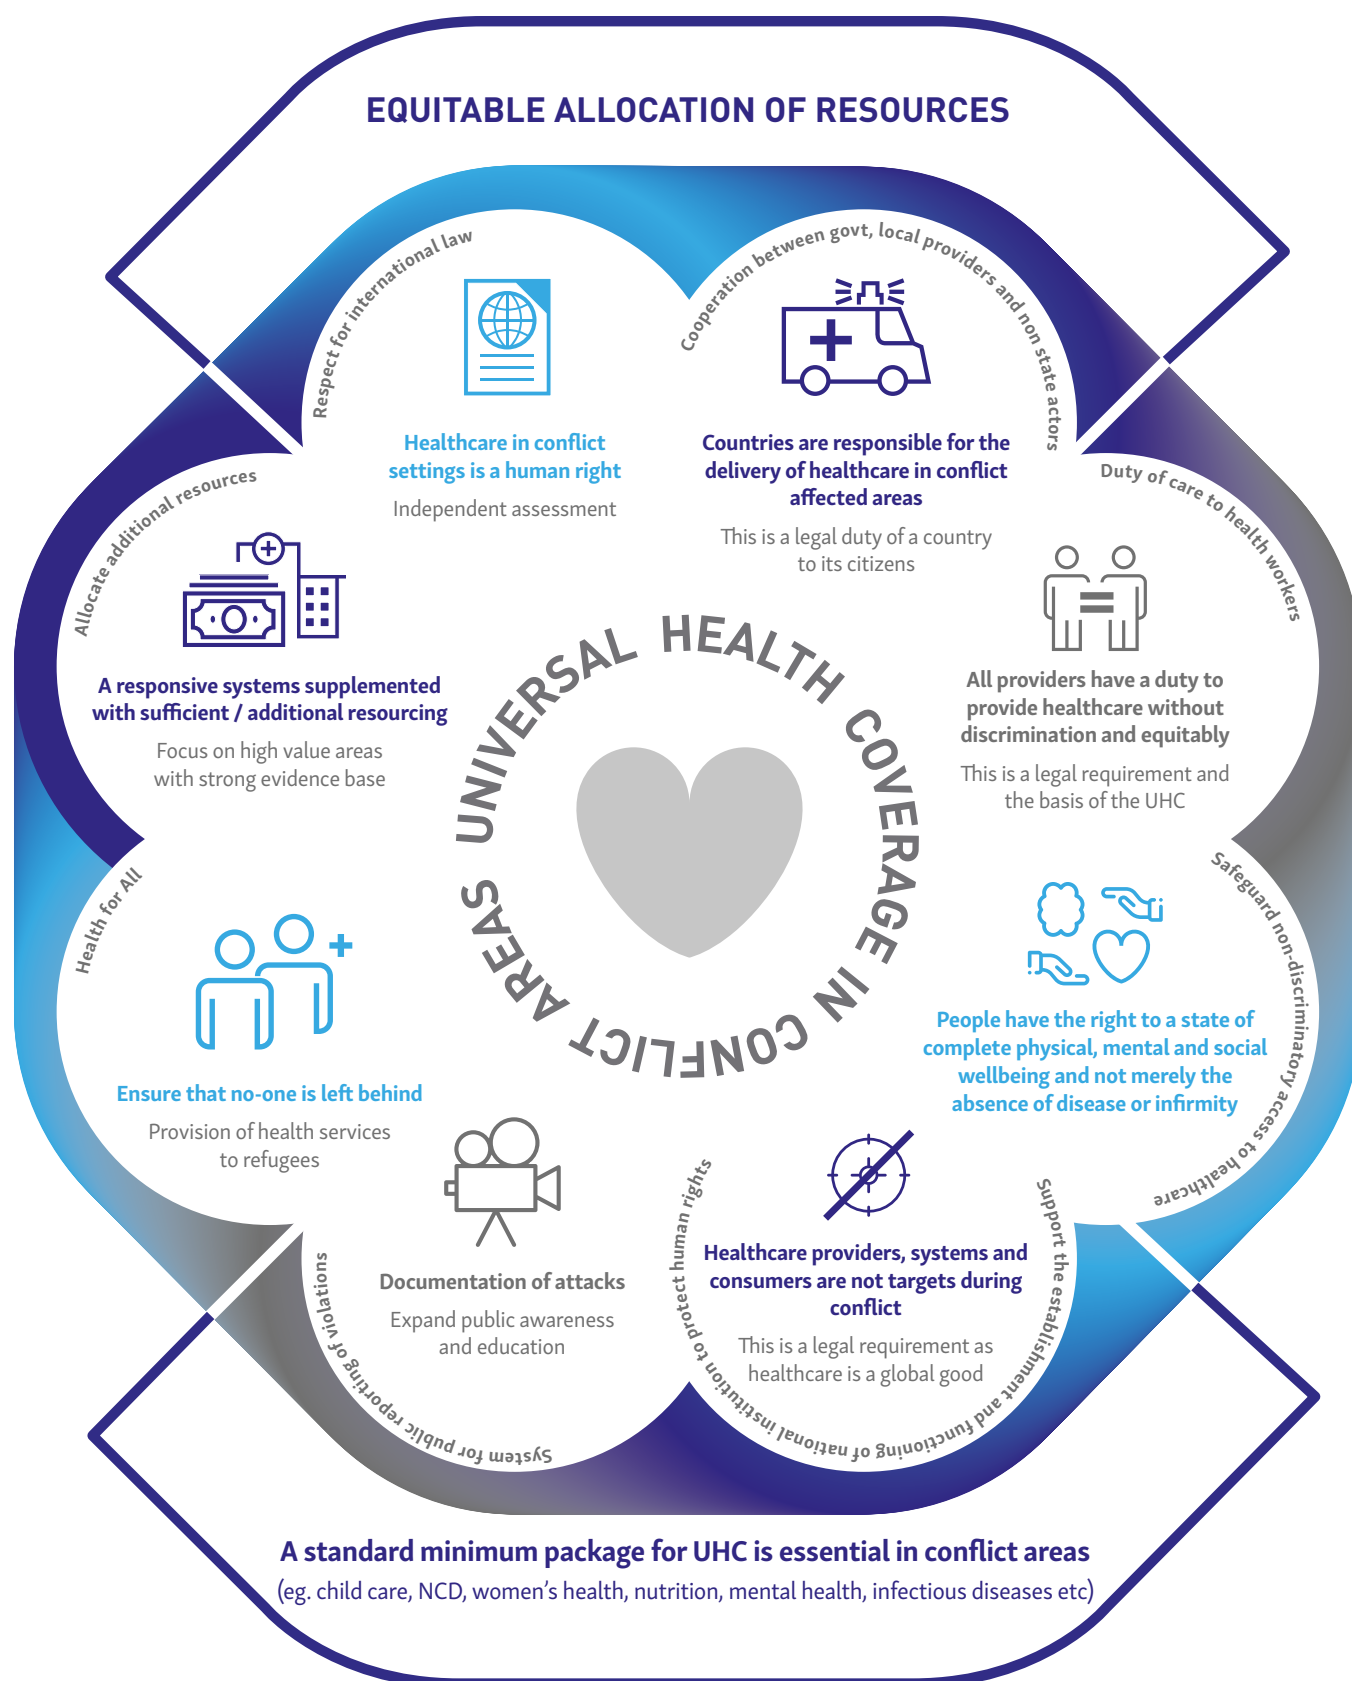 EQUITABLE ALLOCATION OF RESOURCES
Respect for international law
Healthcare in conflict
settings is a human right
Independent assessment
Cooperation between govt, local providers and non state actors
Countries are responsible for the
delivery of healthcare in conflict
affected areas
This is a legal duty of a country
to its citizens
Duty of care to health workers
All providers have a duty to
provide healthcare without
discrimination and equitably
This is a legal requirement and
the basis of the UHC
Safeguard non-discriminatory access to healthcare
People have the right to a state of
complete physical, mental and social
wellbeing and not merely the
absence of disease or infirmity
Support the establishment and functioning of national institution to protect human rights
Healthcare providers, systems and
consumers are not targets during
conflict
This is a legal requirement as
healthcare is a global good
System for public reporting of violations
Documentation of attacks
Expand public awareness
and education
Health for All
Ensure that no-one is left behind
Provision of health services
to refugees
Allocate additional resources
A responsive systems supplemented
with sufficient / additional resourcing
Focus on high value areas
with strong evidence base
UNIVERSAL HEALTH COVERAGE IN CONFLICT AREAS
A standard minimum package for UHC is essential in conflict areas
(eg. child care, NCD, women's health, nutrition, mental health, infectious diseases etc)